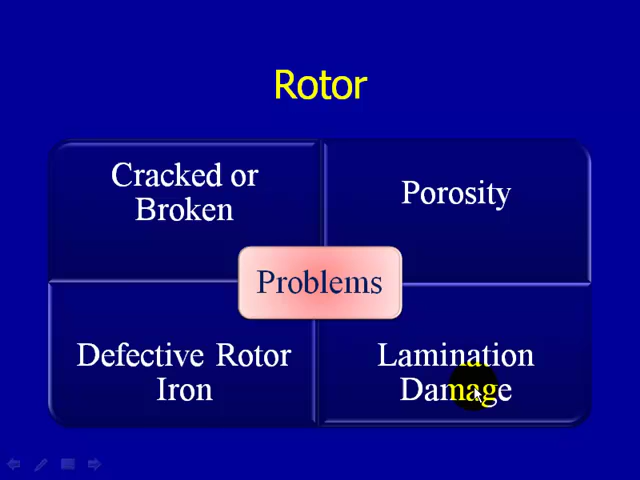 Rotor
Cracked or
Broken
Porosity
Problems
Defective Rotor
Iron
Lamination
Damage